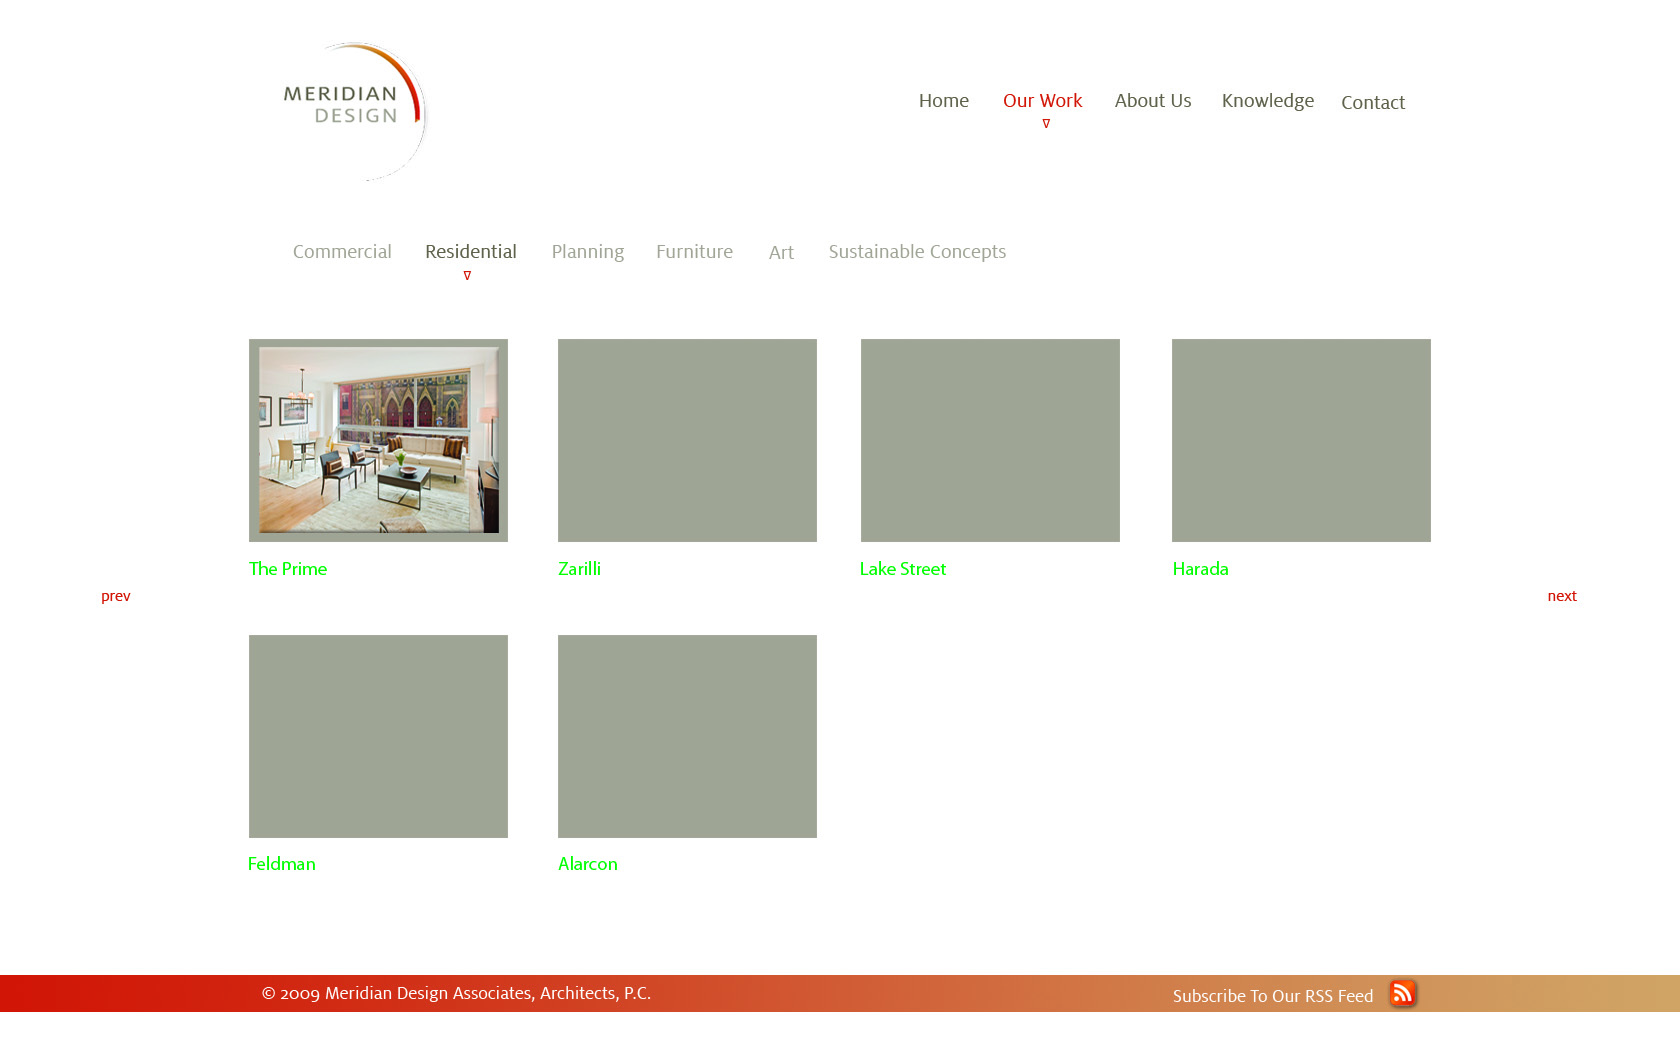 MERIDIAN
DESIGN
Home Our Work About Us Knowledge Contact
Commercial Residential Planning Furniture Art Sustainable Concepts
The Prime Zarilli Lake Street Harada
prev next
Feldman Alarcon
© 2009 Meridian Design Associates, Architects, P.C. Subscribe To Our RSS Feed